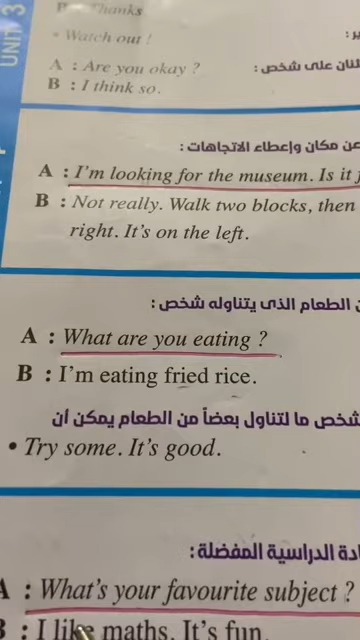 UNIT 3
Thanks
• Watch out !
A : Are you okay ?
على شخص :
B : I think so.
مكان وإعطاء الاتجاهات :
A : I'm looking for the museum. Is it
B : Not really. Walk two blocks, then
right. It's on the left.
الطعام الذى يتناوله شخص :
A : What are you eating ?
B : I'm eating fried rice.
شخص ما لتناول بعضاً من الطعام يمكن أن
• Try some. It's good.
الدراسية المفضلة :
A : What's your favourite subject ?
B : I like maths. It's fun.